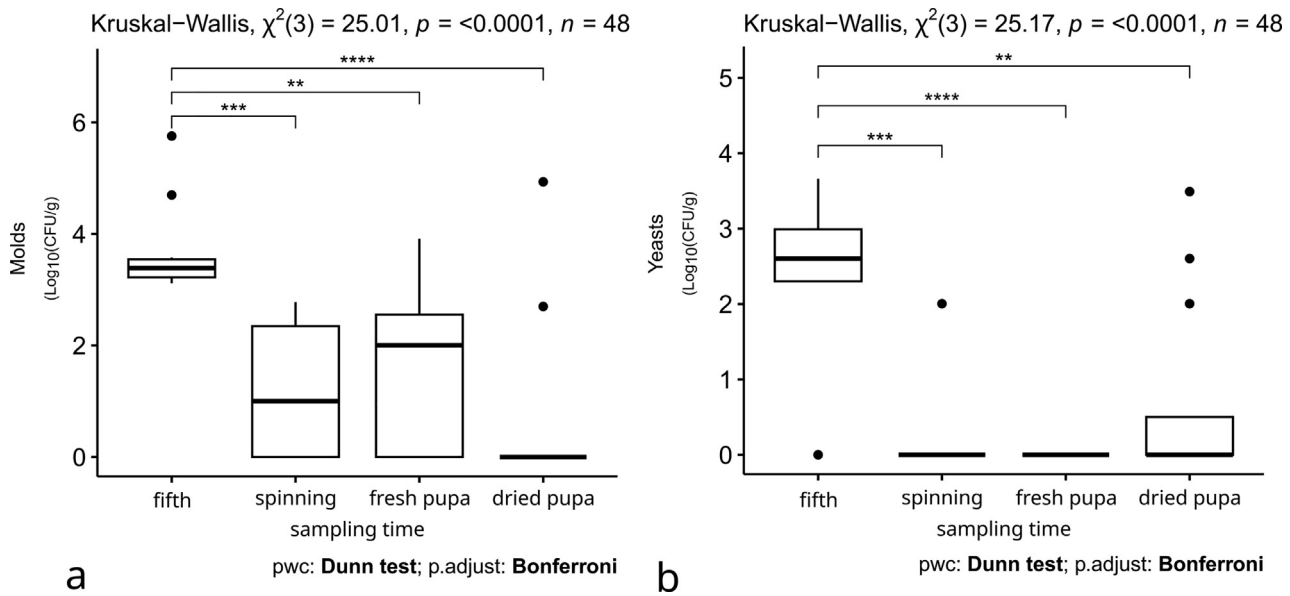 Kruskal−Wallis, χ²(3) = 25.01, p = <0.0001, n = 48
****
**
***
6
4
2
0
Molds
(Log10(CFU/g)
fifth spinning fresh pupa dried pupa
sampling time
pwc: Dunn test; p.adjust: Bonferroni
a
Kruskal−Wallis, χ²(3) = 25.17, p = <0.0001, n = 48
**
****
***
5
4
3
2
1
0
Yeasts
(Log10(CFU/g)
fifth spinning fresh pupa dried pupa
sampling time
pwc: Dunn test; p.adjust: Bonferroni
b